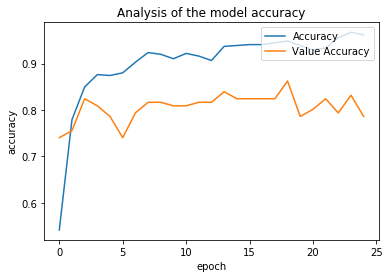 Analysis of the model accuracy
Accuracy
Value Accuracy
accuracy
0.9
0.8
0.7
0.6
0
5
10
15
20
25
epoch